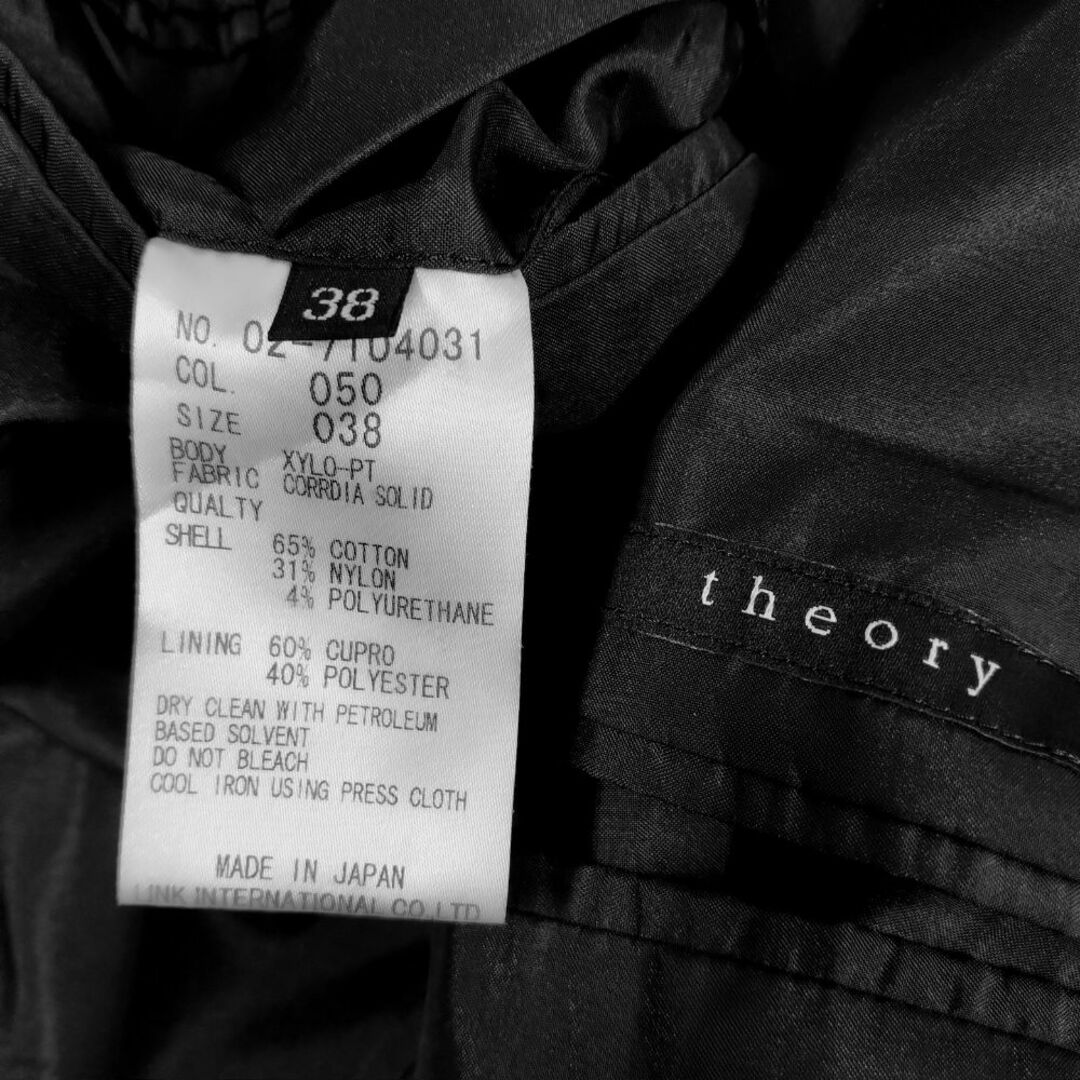 38
NO. 02-7104031
COL. 050
SIZE 038
BODY XYLO-PT
FABRIC CORRDIA SOLID
QUALTY
SHELL 65% COTTON
31% NYLON
4% POLYURETHANE
LINING 60% CUPRO
40% POLYESTER
DRY CLEAN WITH PETROLEUM
BASED SOLVENT
DO NOT BLEACH
COOL IRON USING PRESS CLOTH
MADE IN JAPAN
LINK INTERNATIONAL CO.,LTD
theory